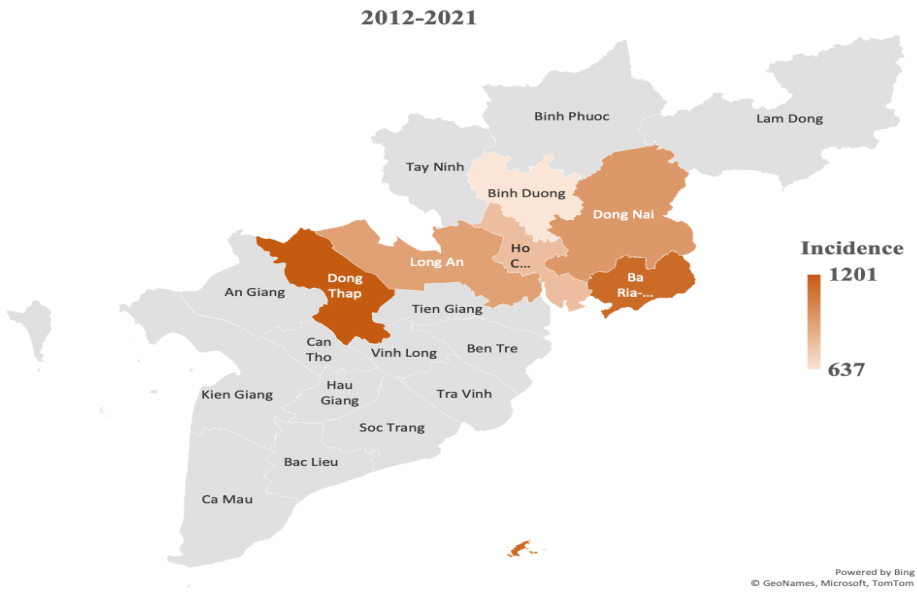 2012-2021
Binh Phuoc
Lam Dong
Tay Ninh
Binh Duong
Dong Nai
Ho
C...
Long An
Ba
Ria-...
Dong
Thap
An Giang
Tien Giang
Can
Tho
Vinh Long
Ben Tre
Kien Giang
Hau
Giang
Tra Vinh
Soc Trang
Bac Lieu
Ca Mau
Incidence
1201
637
Powered by Bing
© GeoNames, Microsoft, TomTom